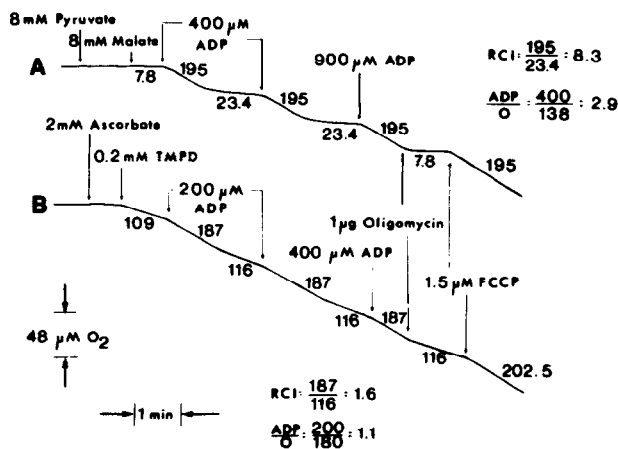 8mM Pyruvate
8 mM Malate
400 µM
ADP
A
7.8
195
23.4
195
900 µM ADP
23.4
195
7.8
195
RCI: 195/23.4 : 8.3
ADP/O : 400/138 : 2.9
2mM Ascorbate
0.2 mM TMPD
B
109
200 µM
ADP
187
116
1µg Oligomycin
400 µM ADP
187
116
187
1.5 µM FCCP
116
202.5
48 µM O2
1 min
RCI: 187/116 : 1.6
ADP/O : 200/180 : 1.1